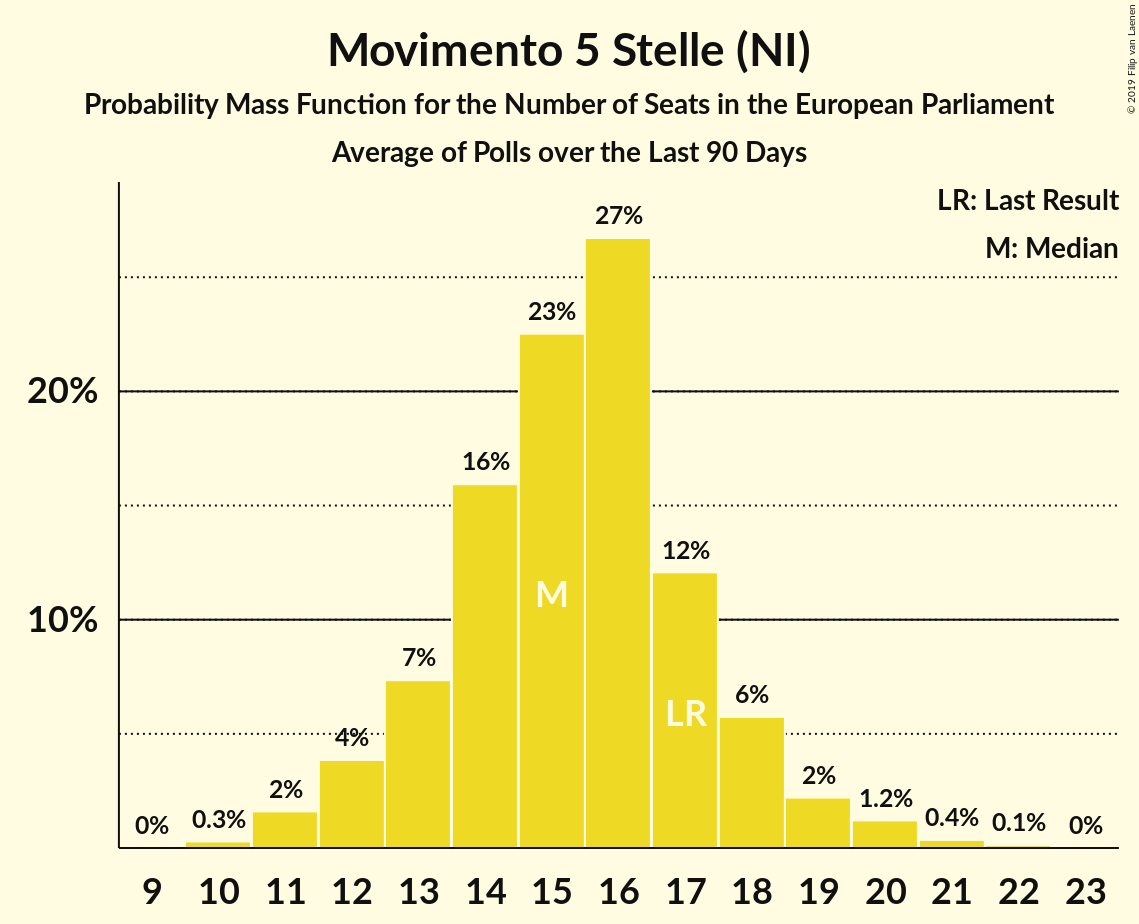 Movimento 5 Stelle (NI)
Probability Mass Function for the Number of Seats in the European Parliament
Average of Polls over the Last 90 Days
© 2019 Filip van Laenen
LR: Last Result
M: Median
27%
23%
20%
16%
12%
M
10%
7%
LR
6%
4%
2%
2%
1.2%
0%
0.3%
0.4%
0.1%
0%
9 10 11 12 13 14 15 16 17 18 19 20 21 22 23